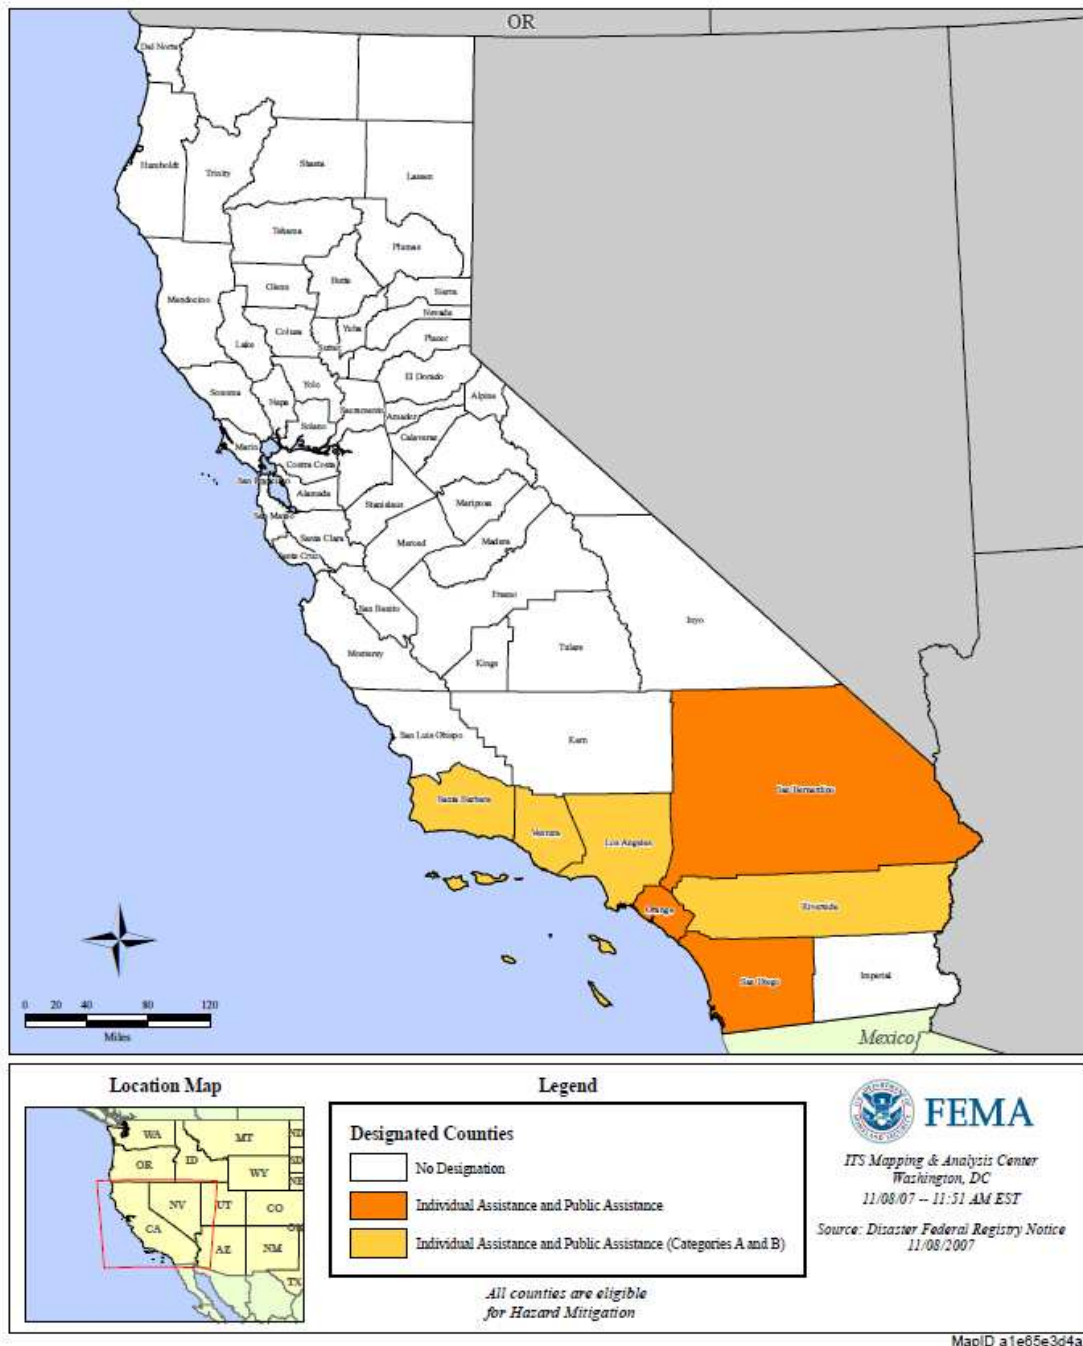 OR
Del Norte
Humboldt
Trinity
Shasta
Lassen
Tehama
Plumas
Mendocino
Glenn
Butte
Sierra
Nevada
Lake
Colusa
Sutter
Yuba
Placer
Sonoma
Napa
Yolo
El Dorado
Alpine
Sacramento
Amador
Solano
Calaveras
Marin
Contra Costa
San Francisco
Alameda
Stanislaus
Mariposa
San Mateo
Santa Clara
Merced
Madera
Santa Cruz
Fresno
San Benito
Inyo
Monterey
Kings
Tulare
San Luis Obispo
Kern
Santa Barbara
Ventura
Los Angeles
San Bernardino
Orange
Riverside
San Diego
Imperial
Mexico
0 20 40 80 120
Miles
Location Map
WA
MT
ND
OR
ID
SD
WY
NE
NV
UT
CO
CA
OK
AZ
NM
TX
Legend
Designated Counties
No Designation
Individual Assistance and Public Assistance
Individual Assistance and Public Assistance (Categories A and B)
All counties are eligible
for Hazard Mitigation
FEMA
ITS Mapping & Analysis Center
Washington, DC
11/08/07 -- 11:51 AM EST
Source: Disaster Federal Registry Notice
11/08/2007
MapID a1e65e3d4a